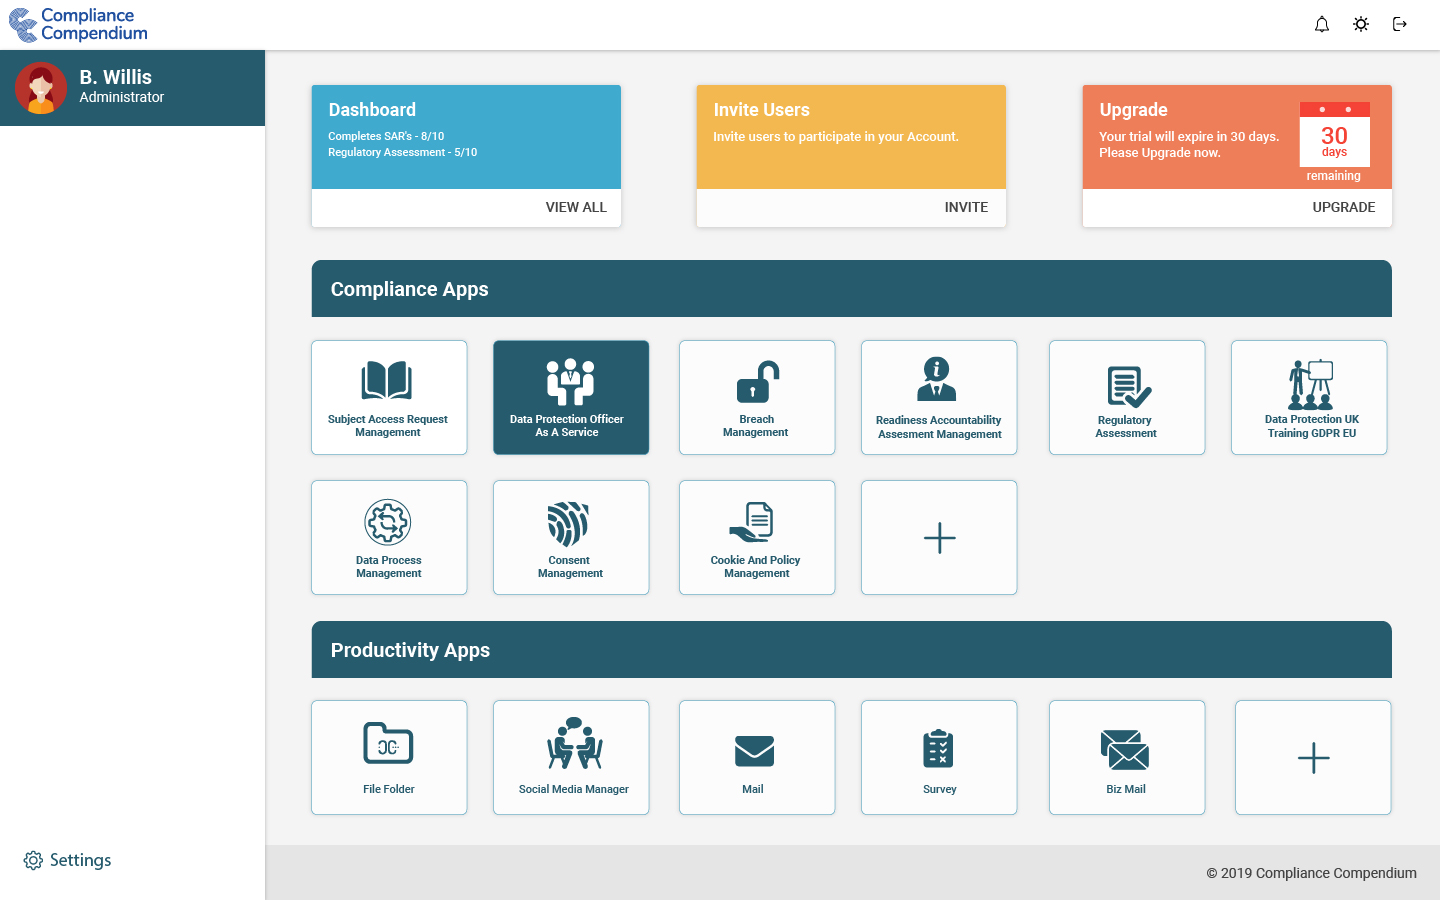 Compliance
Compendium
B. Willis
Administrator
Dashboard
Completes SAR's - 8/10
Regulatory Assessment - 5/10
VIEW ALL
Invite Users
Invite users to participate in your Account.
INVITE
Upgrade
Your trial will expire in 30 days.
Please Upgrade now.
30
days
remaining
UPGRADE
Compliance Apps
Subject Access Request
Management
Data Protection Officer
As A Service
Breach
Management
Readiness Accountability
Assesment Management
Regulatory
Assessment
Data Protection UK
Training GDPR EU
Data Process
Management
Consent
Management
Cookie And Policy
Management
Productivity Apps
File Folder
Social Media Manager
Mail
Survey
Biz Mail
Settings
© 2019 Compliance Compendium